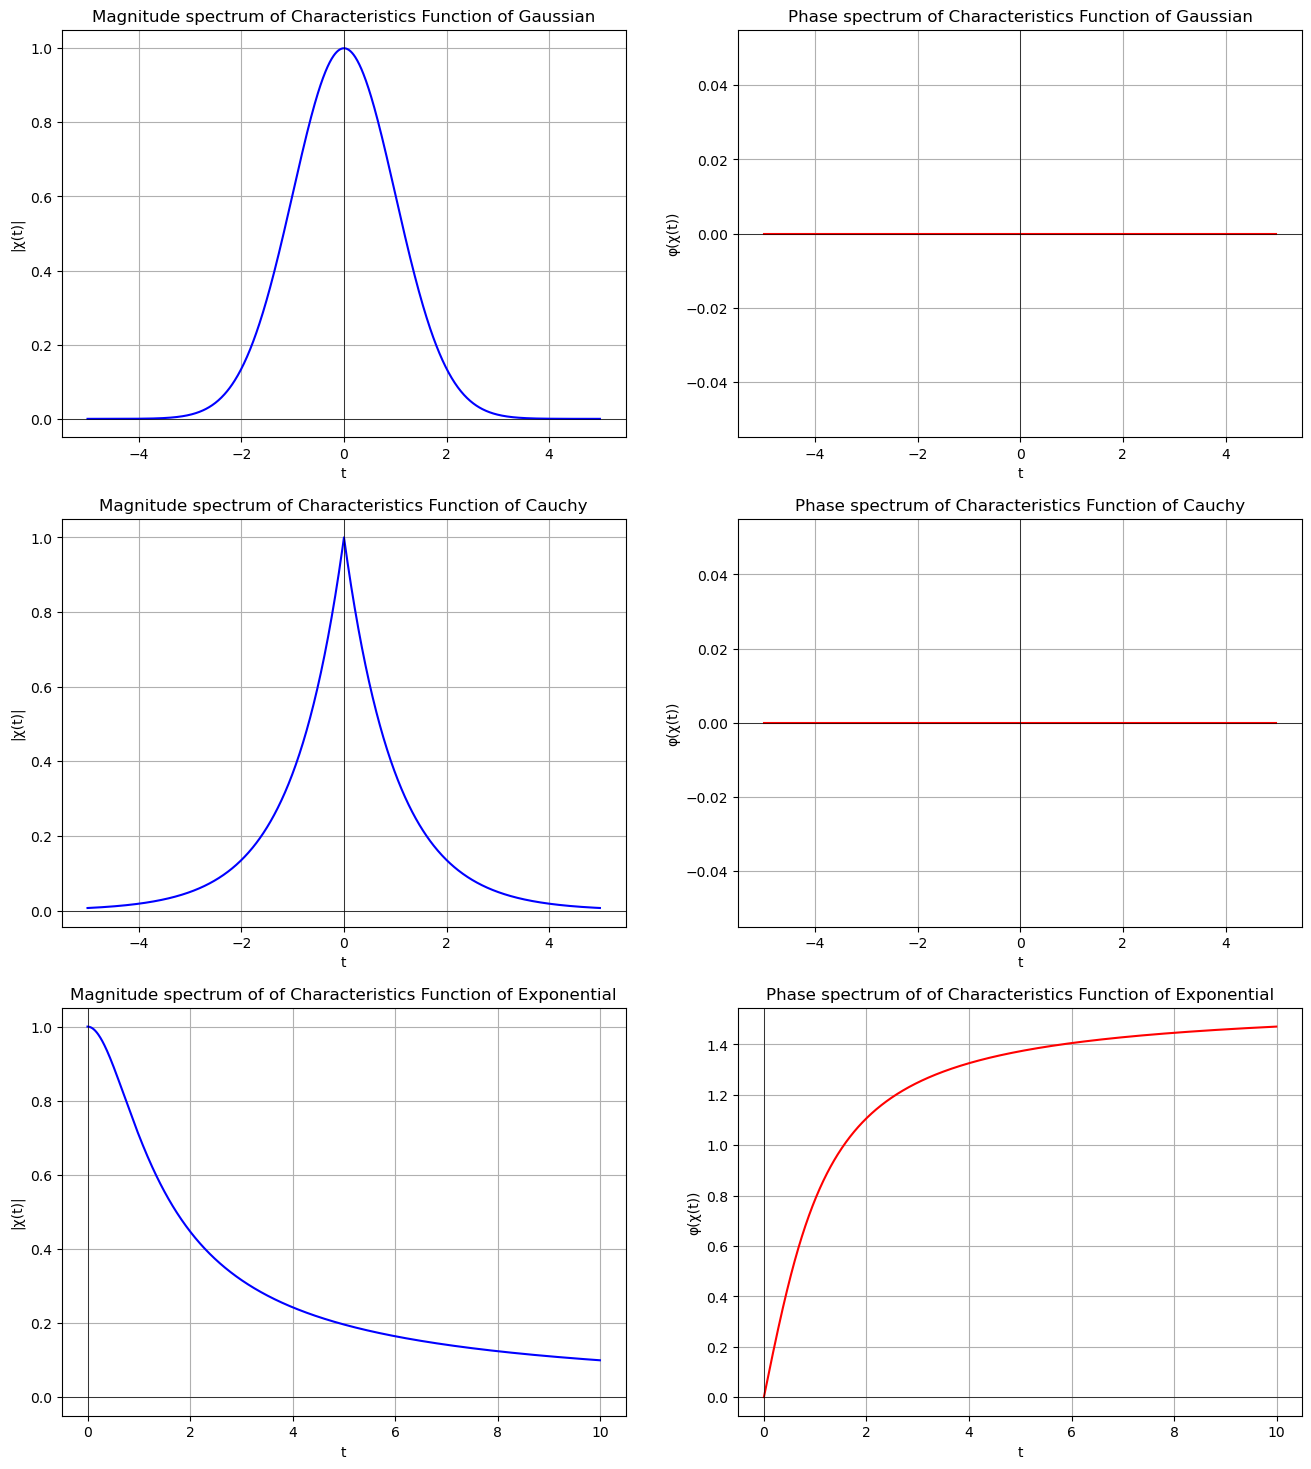 Magnitude spectrum of Characteristics Function of Gaussian
1.0
0.8
0.6
0.4
0.2
0.0
|χ(t)|
−4 −2 0 2 4
t
Phase spectrum of Characteristics Function of Gaussian
0.04
0.02
0.00
−0.02
−0.04
φ(χ(t))
−4 −2 0 2 4
t
Magnitude spectrum of Characteristics Function of Cauchy
1.0
0.8
0.6
0.4
0.2
0.0
|χ(t)|
−4 −2 0 2 4
t
Phase spectrum of Characteristics Function of Cauchy
0.04
0.02
0.00
−0.02
−0.04
φ(χ(t))
−4 −2 0 2 4
t
Magnitude spectrum of of Characteristics Function of Exponential
1.0
0.8
0.6
0.4
0.2
0.0
|χ(t)|
0 2 4 6 8 10
t
Phase spectrum of of Characteristics Function of Exponential
1.4
1.2
1.0
0.8
0.6
0.4
0.2
0.0
φ(χ(t))
0 2 4 6 8 10
t